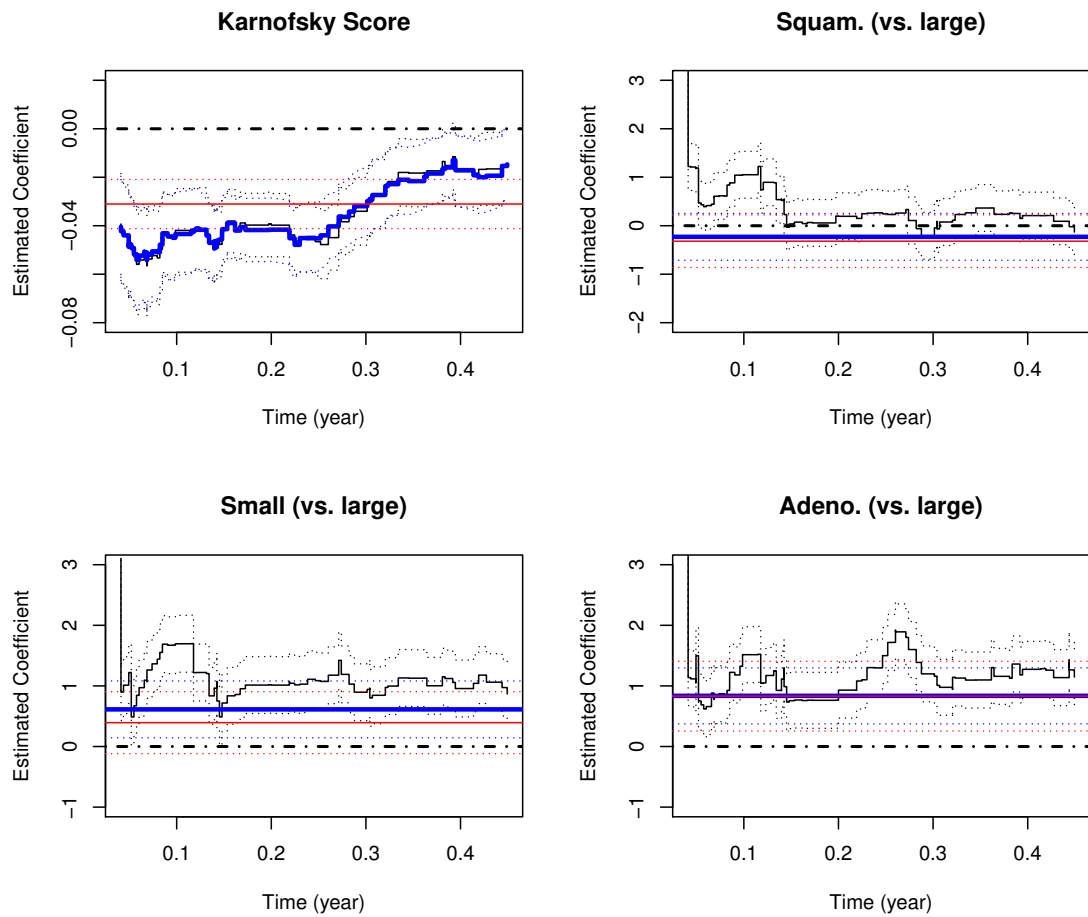 Karnofsky Score
Estimated Coefficient
0.00
−0.04
−0.08
0.1 0.2 0.3 0.4
Time (year)
Squam. (vs. large)
Estimated Coefficient
3
2
1
0
−1
−2
0.1 0.2 0.3 0.4
Time (year)
Small (vs. large)
Estimated Coefficient
3
2
1
0
−1
0.1 0.2 0.3 0.4
Time (year)
Adeno. (vs. large)
Estimated Coefficient
3
2
1
0
−1
0.1 0.2 0.3 0.4
Time (year)